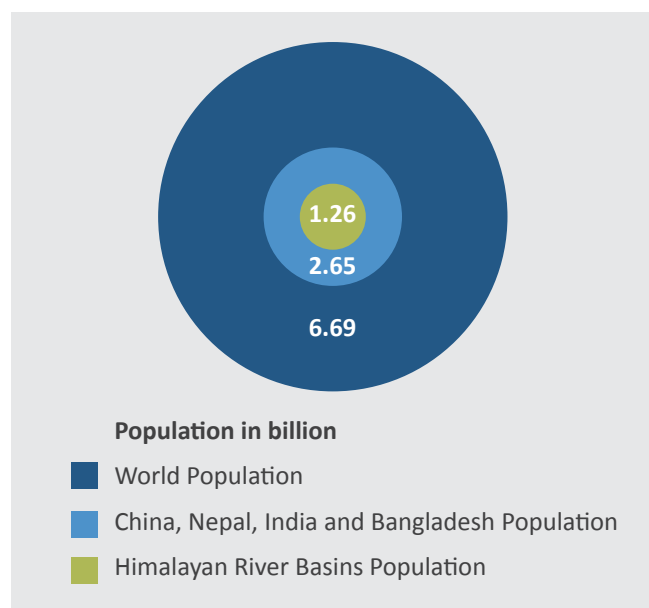 1.26
2.65
6.69
Population in billion
World Population
China, Nepal, India and Bangladesh Population
Himalayan River Basins Population